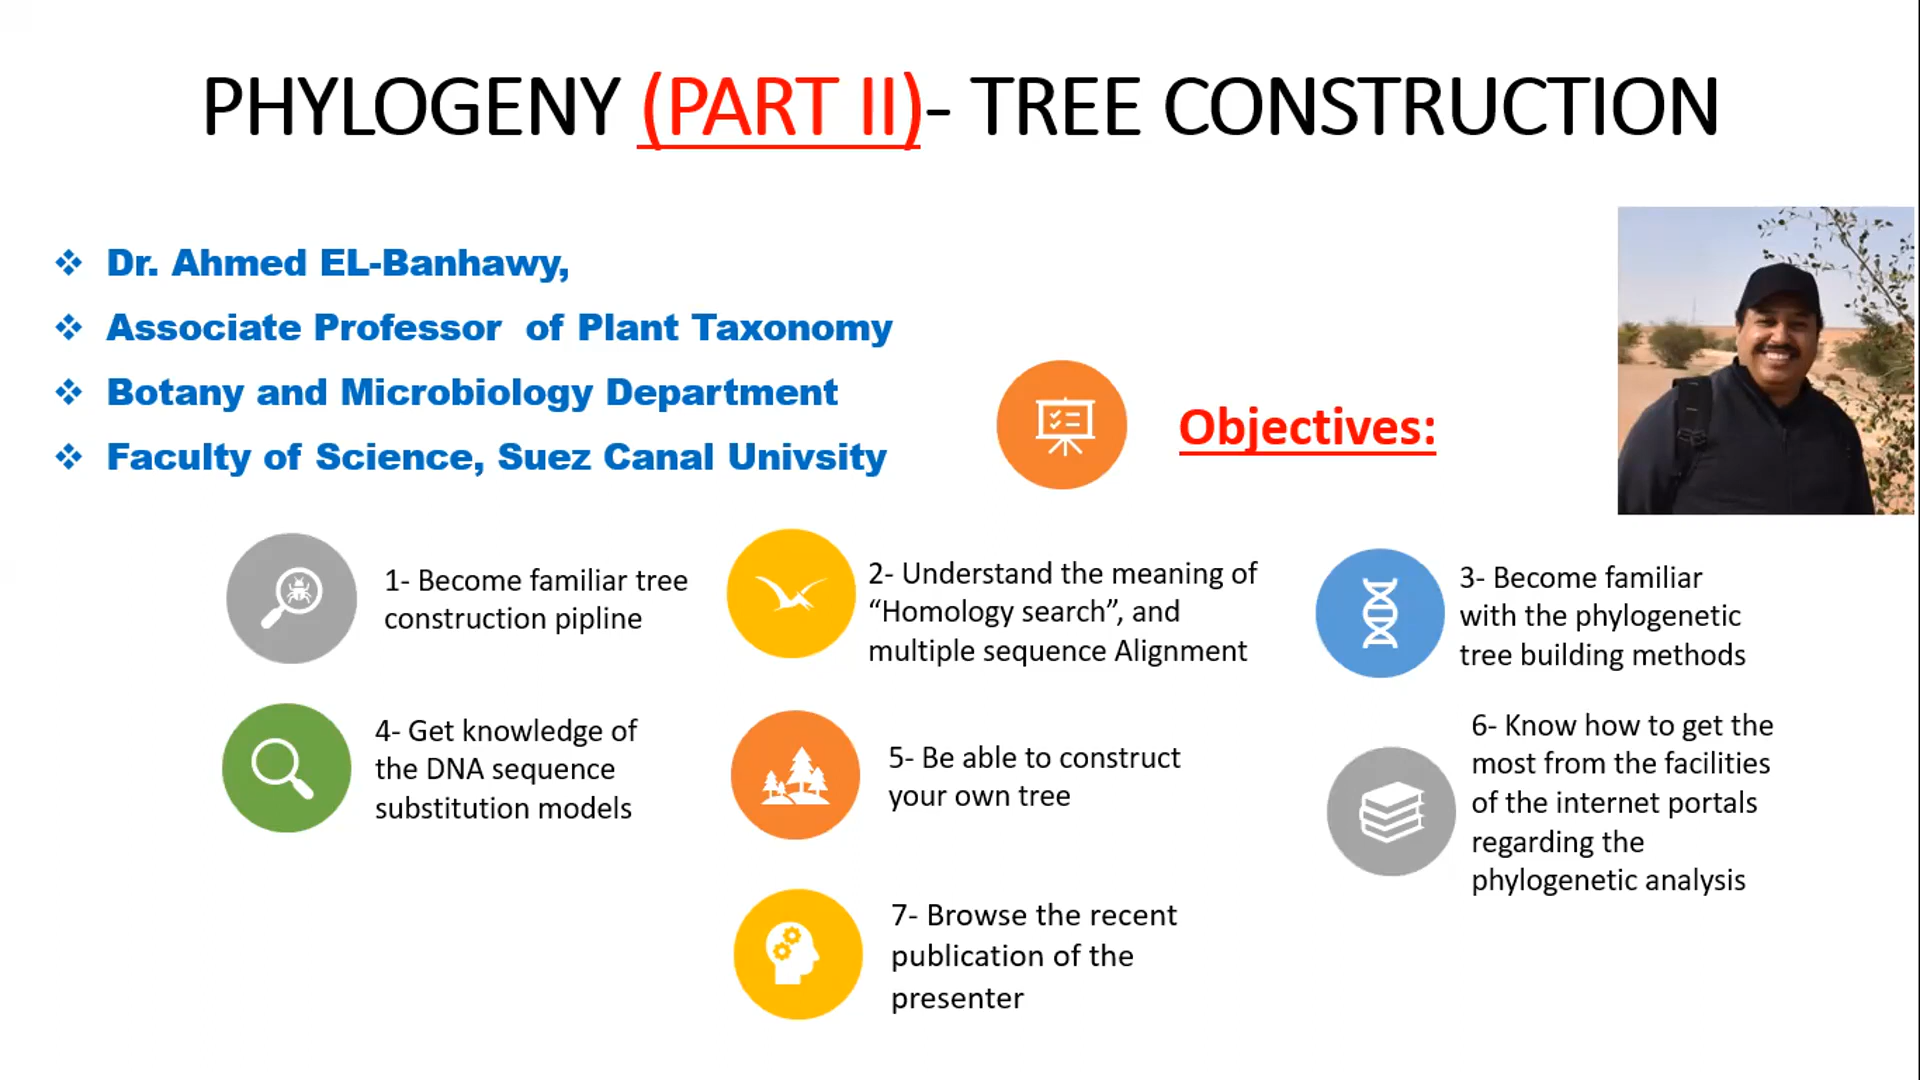 PHYLOGENY (PART II)- TREE CONSTRUCTION
Dr. Ahmed EL-Banhawy,
Associate Professor  of Plant Taxonomy
Botany and Microbiology Department
Faculty of Science, Suez Canal Univsity
Objectives:
1- Become familiar tree
construction pipline
2- Understand the meaning of
“Homology search”, and
multiple sequence Alignment
3- Become familiar
with the phylogenetic
tree building methods
4- Get knowledge of
the DNA sequence
substitution models
5- Be able to construct
your own tree
6- Know how to get the
most from the facilities
of the internet portals
regarding the
phylogenetic analysis
7- Browse the recent
publication of the
presenter